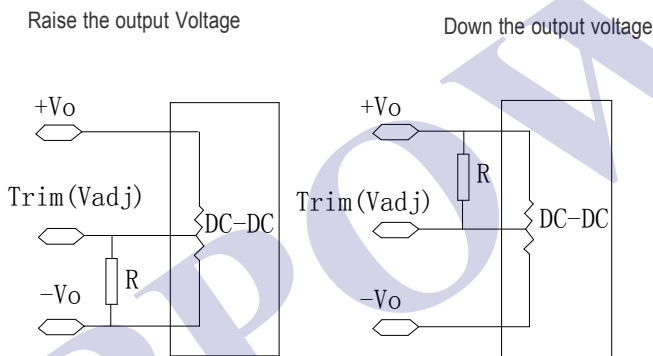 Raise the output Voltage
+Vo
Trim(Vadj)
DC-DC
R
-Vo
Down the output voltage
+Vo
R
Trim(Vadj)
DC-DC
-Vo